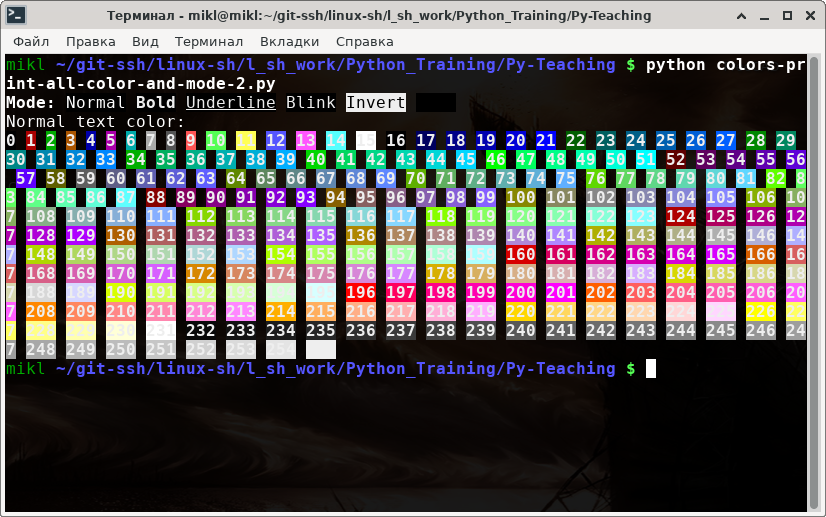 Терминал - mikl@mikl:~/git-ssh/linux-sh/l_sh_work/Python_Training/Py-Teaching
Файл Правка Вид Терминал Вкладки Справка
mikl ~/git-ssh/linux-sh/l_sh_work/Python_Training/Py-Teaching $ python colors-pr
int-all-color-and-mode-2.py
Mode: Normal Bold Underline Blink Invert
Normal text color:
0 1 2 3 4 5 6 7 8 9 10 11 12 13 14 15 16 17 18 19 20 21 22 23 24 25 26 27 28 29
30 31 32 33 34 35 36 37 38 39 40 41 42 43 44 45 46 47 48 49 50 51 52 53 54 55 56
57 58 59 60 61 62 63 64 65 66 67 68 69 70 71 72 73 74 75 76 77 78 79 80 81 82 8
3 84 85 86 87 88 89 90 91 92 93 94 95 96 97 98 99 100 101 102 103 104 105 106 10
7 108 109 110 111 112 113 114 115 116 117 118 119 120 121 122 123 124 125 126 12
7 128 129 130 131 132 133 134 135 136 137 138 139 140 141 142 143 144 145 146 14
7 148 149 150 151 152 153 154 155 156 157 158 159 160 161 162 163 164 165 166 16
7 168 169 170 171 172 173 174 175 176 177 178 179 180 181 182 183 184 185 186 18
7 188 189 190 191 192 193 194 195 196 197 198 199 200 201 202 203 204 205 206 20
7 208 209 210 211 212 213 214 215 216 217 218 219 220 221 222 223 224 225 226 22
7 228 229 230 231 232 233 234 235 236 237 238 239 240 241 242 243 244 245 246 24
7 248 249 250 251 252 253 254
mikl ~/git-ssh/linux-sh/l_sh_work/Python_Training/Py-Teaching $